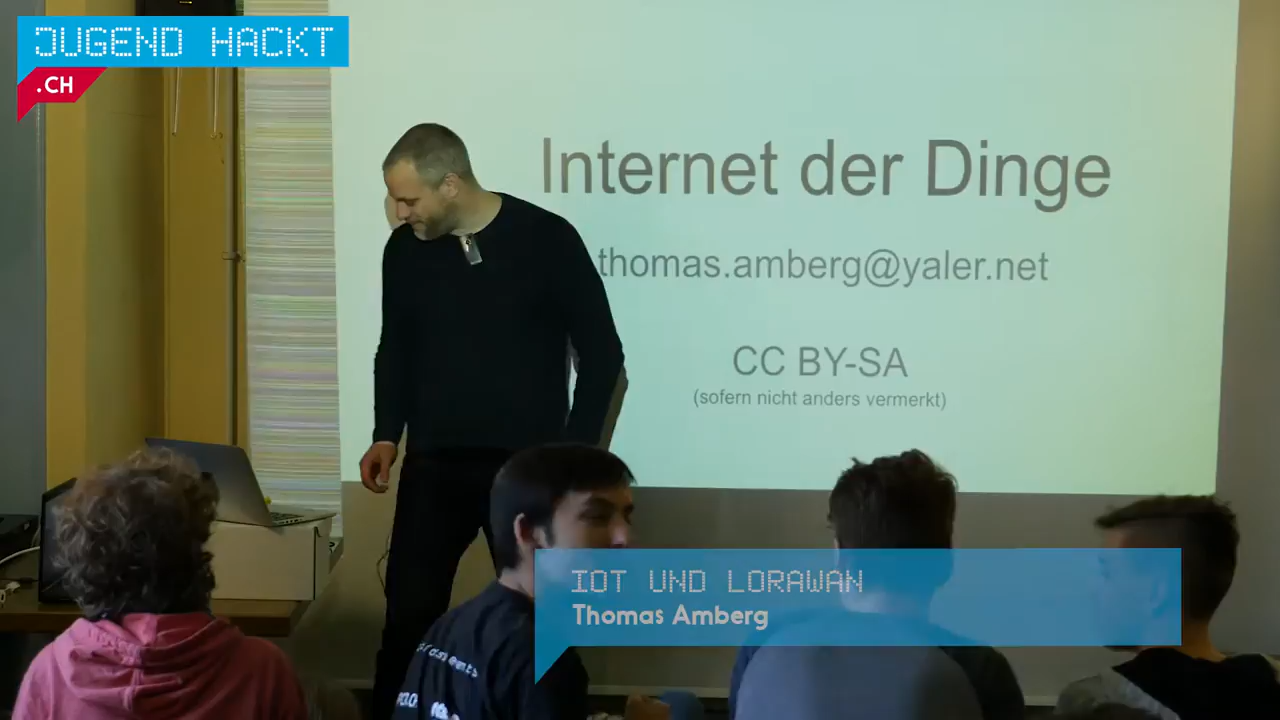 JUGEND HACKT
.CH
Internet der Dinge
thomas.amberg@yaler.net
CC BY-SA
(sofern nicht anders vermerkt)
IOT UND LORAWAN
Thomas Amberg